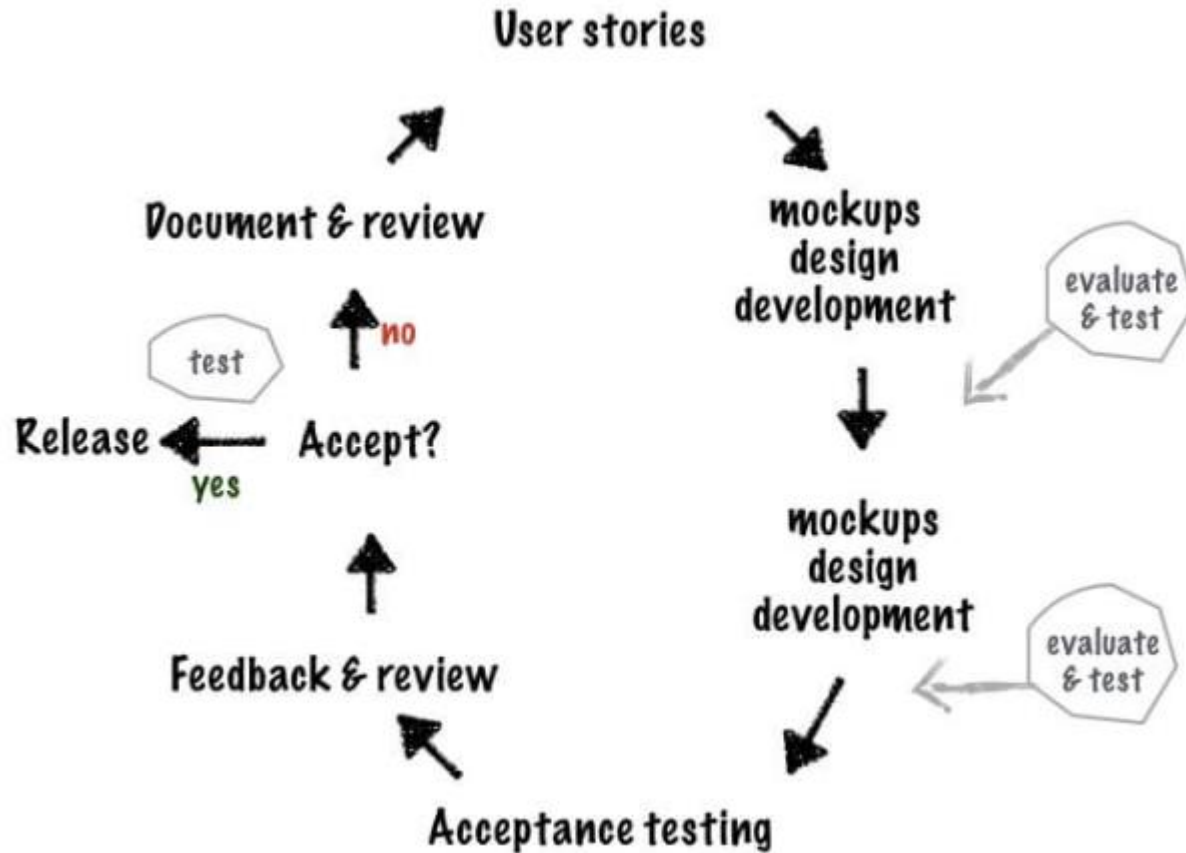 User stories
Document & review
mockups
design
development
evaluate
& test
no
test
Release
Accept?
yes
mockups
design
development
evaluate
& test
Feedback & review
Acceptance testing